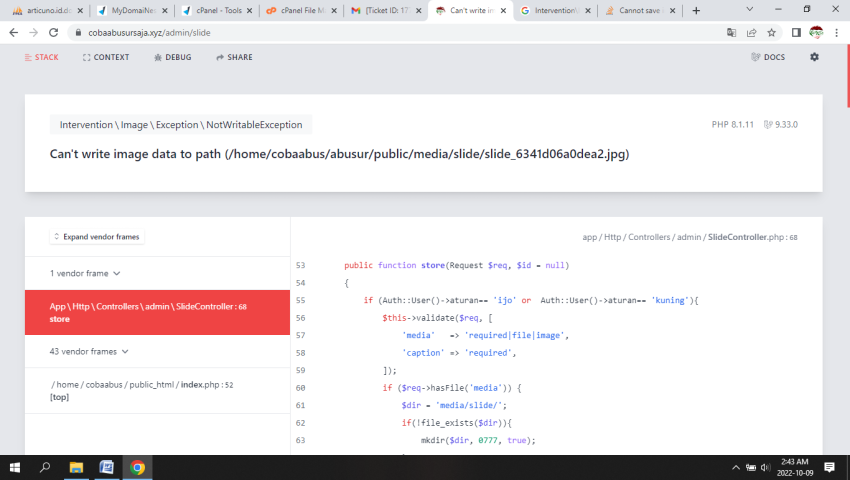 articuno.id.do
MyDomaiNes
cPanel - Tools
cPanel File M
[Ticket ID: 17
Can't write im
InterventionV
Cannot save
cobaabusursaja.xyz/admin/slide
STACK
CONTEXT
DEBUG
SHARE
DOCS
Intervention \ Image \ Exception \ NotWritableException
PHP 8.1.11
9.33.0
Can't write image data to path (/home/cobaabus/abusur/public/media/slide/slide_6341d06a0dea2.jpg)
Expand vendor frames
1 vendor frame
App \ Http \ Controllers \ admin \ SlideController : 68
store
43 vendor frames
/ home / cobaabus / public_html / index.php : 52
[top]
app / Http / Controllers / admin / SlideController.php : 68
53 public function store(Request $req, $id = null)
54 {
55 if (Auth::User()->aturan== 'ijo' or Auth::User()->aturan== 'kuning'){
56 $this->validate($req, [
57 'media' => 'required|file|image',
58 'caption' => 'required',
59 ]);
60 if ($req->hasFile('media')) {
61 $dir = 'media/slide/';
62 if(!file_exists($dir)){
63 mkdir($dir, 0777, true);
2:43 AM
2022-10-09